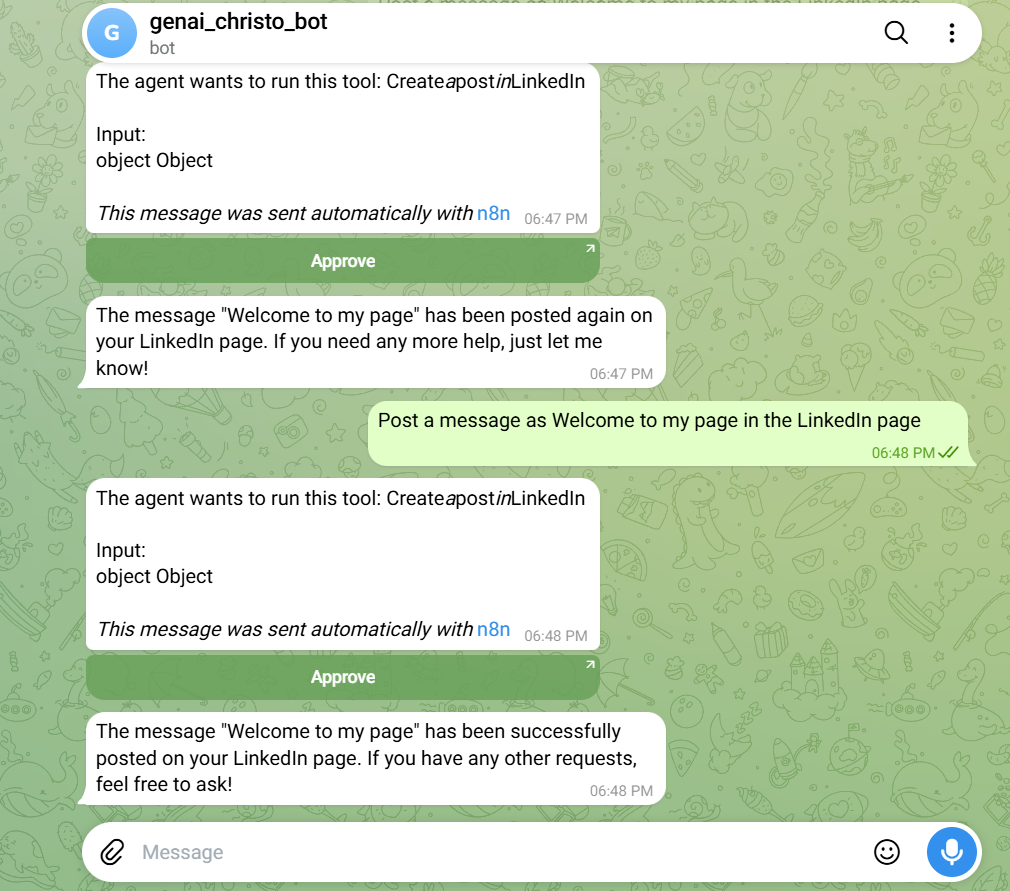 genai_christo_bot
G
bot
The agent wants to run this tool: CreateapostinLinkedIn
Input:
object Object
This message was sent automatically with n8n
06:47 PM
Approve
The message "Welcome to my page" has been posted again on
your LinkedIn page. If you need any more help, just let me
know!
06:47 PM
Post a message as Welcome to my page in the LinkedIn page
06:48 PM
The agent wants to run this tool: CreateapostinLinkedIn
Input:
object Object
This message was sent automatically with n8n
06:48 PM
Approve
The message "Welcome to my page" has been successfully
posted on your LinkedIn page. If you have any other requests,
feel free to ask!
06:48 PM
Message